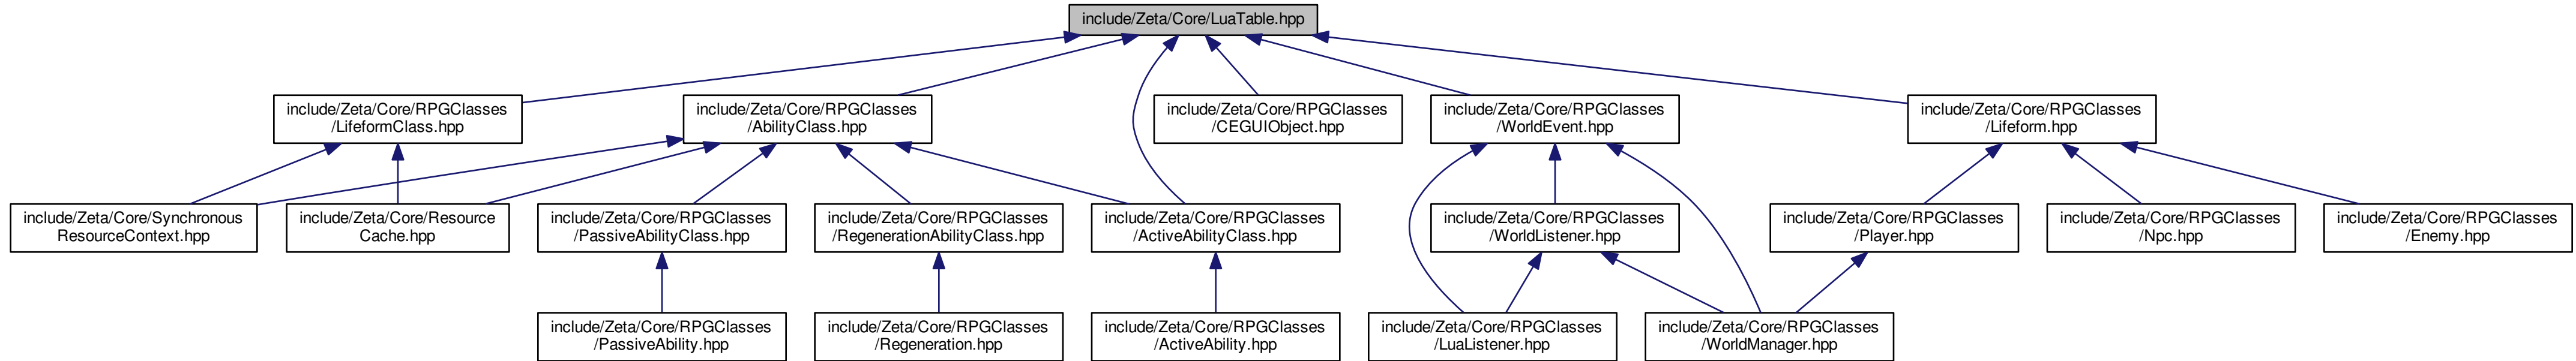 include/Zeta/Core/LuaTable.hpp
include/Zeta/Core/RPGClasses
/LifeformClass.hpp
include/Zeta/Core/RPGClasses
/AbilityClass.hpp
include/Zeta/Core/RPGClasses
/CEGUIObject.hpp
include/Zeta/Core/RPGClasses
/WorldEvent.hpp
include/Zeta/Core/RPGClasses
/Lifeform.hpp
include/Zeta/Core/Synchronous
ResourceContext.hpp
include/Zeta/Core/Resource
Cache.hpp
include/Zeta/Core/RPGClasses
/PassiveAbilityClass.hpp
include/Zeta/Core/RPGClasses
/RegenerationAbilityClass.hpp
include/Zeta/Core/RPGClasses
/ActiveAbilityClass.hpp
include/Zeta/Core/RPGClasses
/WorldListener.hpp
include/Zeta/Core/RPGClasses
/Player.hpp
include/Zeta/Core/RPGClasses
/Npc.hpp
include/Zeta/Core/RPGClasses
/Enemy.hpp
include/Zeta/Core/RPGClasses
/PassiveAbility.hpp
include/Zeta/Core/RPGClasses
/Regeneration.hpp
include/Zeta/Core/RPGClasses
/ActiveAbility.hpp
include/Zeta/Core/RPGClasses
/LuaListener.hpp
include/Zeta/Core/RPGClasses
/WorldManager.hpp